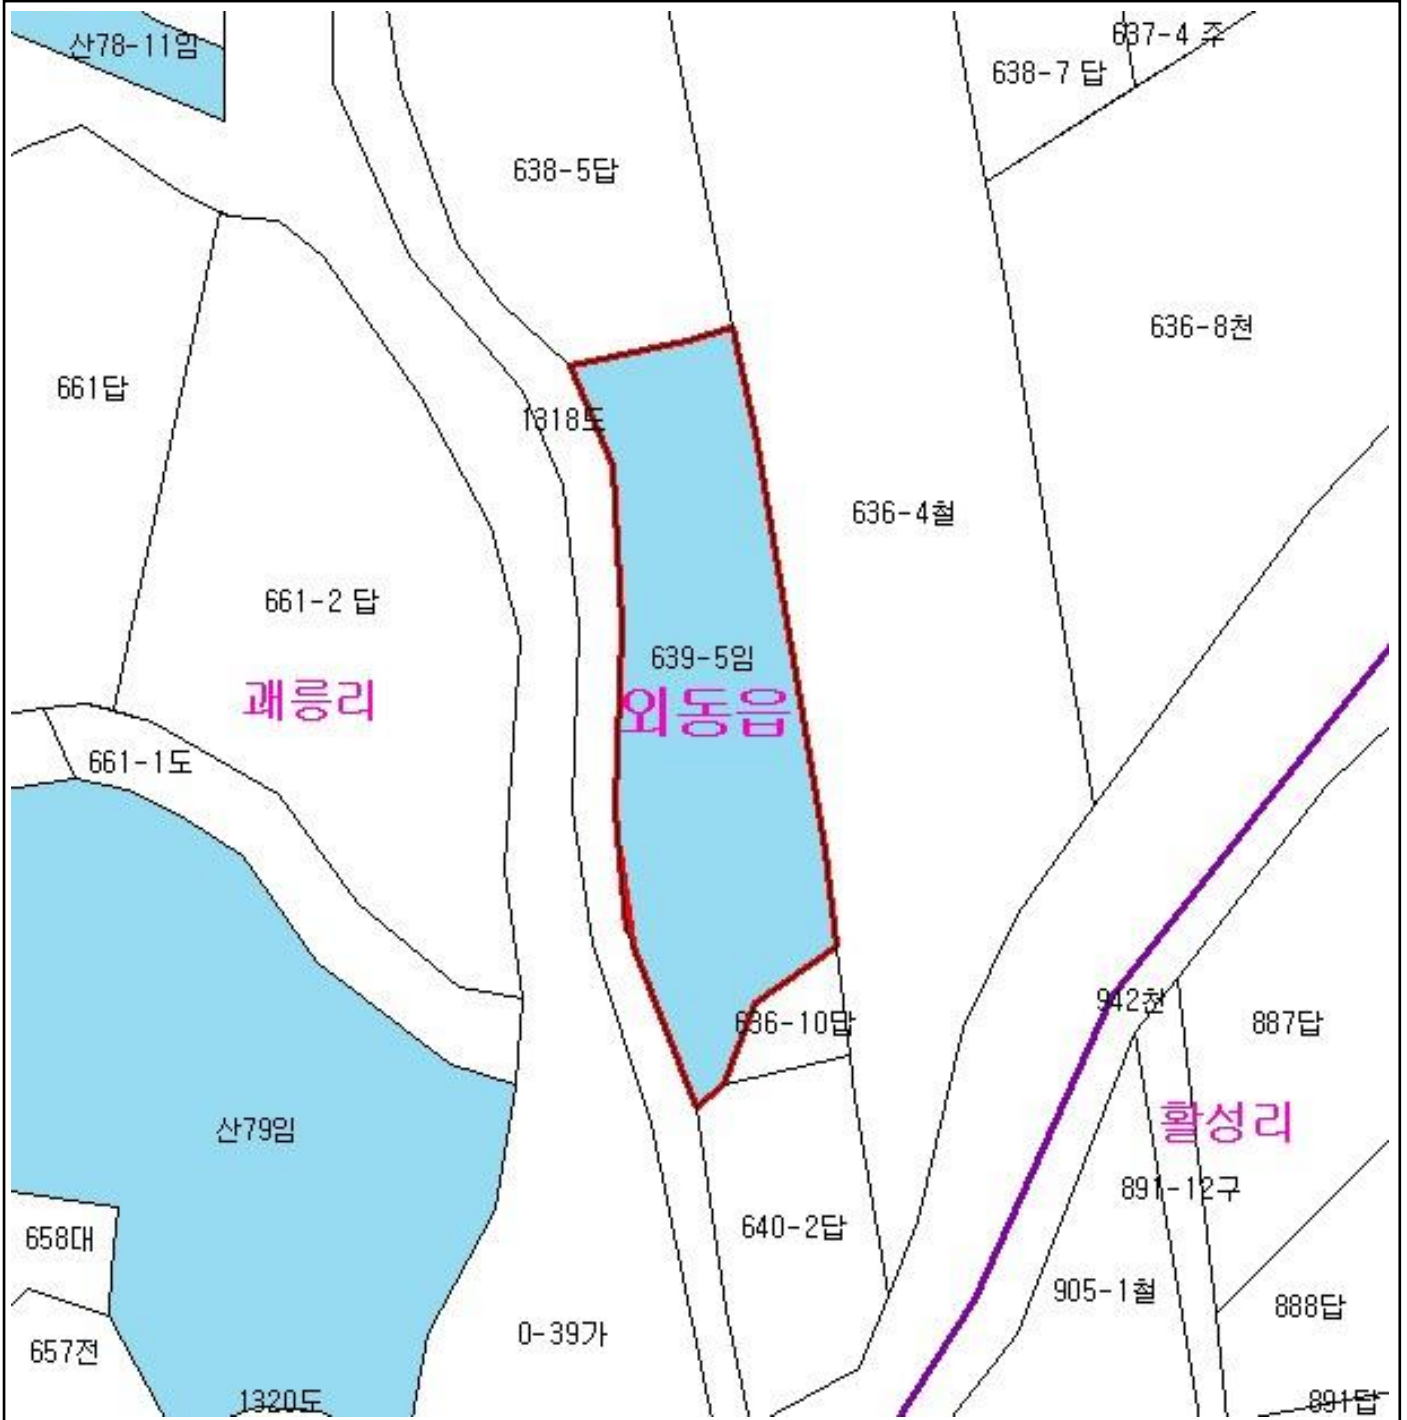 637-4 주
산78-11임
638-7 답
638-5답
636-8천
661답
1318도
636-4철
661-2 답
639-5임
괘릉리
외동읍
661-1도
942천
636-10답
887답
산79임
활성리
891-12구
640-2답
658대
905-1철
888답
0-39가
657전
1320도
891답